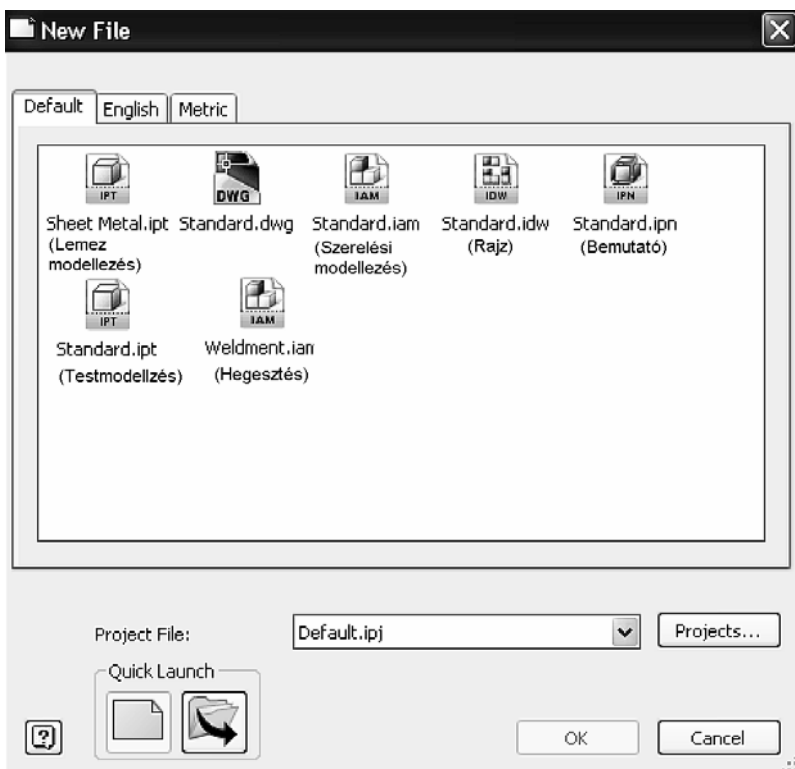 New File
Default English Metric
IPT DWG IAM IDW IPN
Sheet Metal.ipt Standard.dwg Standard.iam Standard.idw Standard.ipn
(Lemez modellezés) (Szerelési modellezés) (Rajz) (Bemutató)
IPT IAM
Standard.ipt Weldment.iam
(Testmodellzés) (Hegesztés)
Project File: Default.ipj Projects...
Quick Launch
? OK Cancel